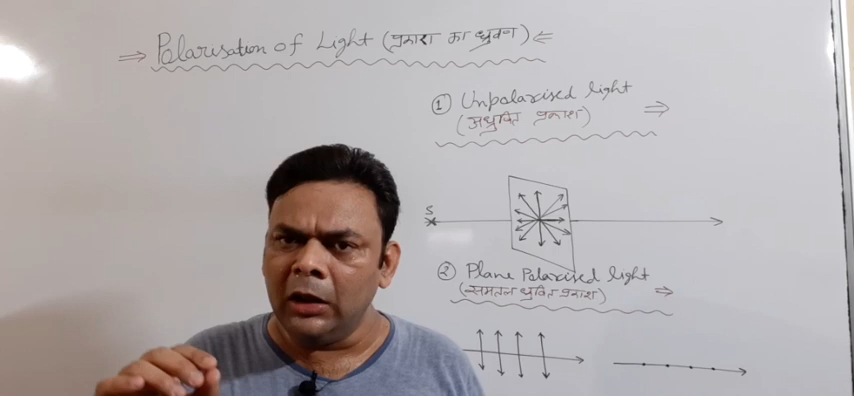 ⇒ Polarisation of Light (प्रकाश का ध्रुवण) ⇐
① Unpolarised light ⇒
(अध्रुवित प्रकाश)
S
② Plane Polarised light
(समतल ध्रुवित प्रकाश) ⇒